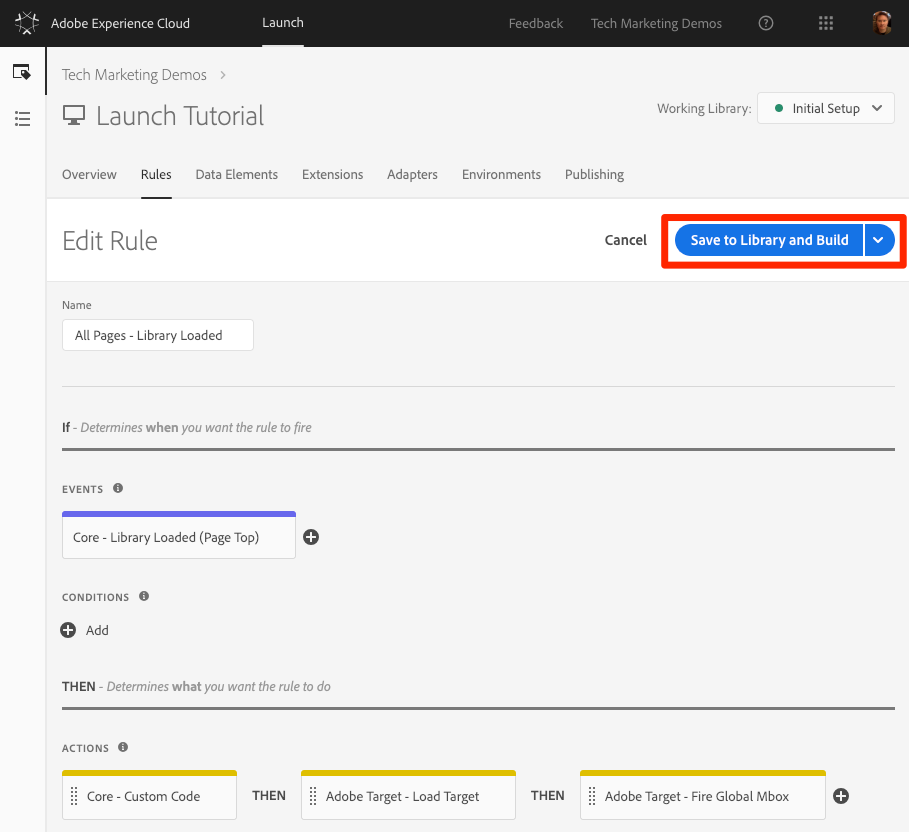 Adobe Experience Cloud Launch Feedback Tech Marketing Demos
Tech Marketing Demos
Launch Tutorial
Working Library: Initial Setup
Overview Rules Data Elements Extensions Adapters Environments Publishing
Edit Rule
Cancel Save to Library and Build
Name
All Pages - Library Loaded
If - Determines when you want the rule to fire
EVENTS
Core - Library Loaded (Page Top)
CONDITIONS
Add
THEN - Determines what you want the rule to do
ACTIONS
Core - Custom Code THEN Adobe Target - Load Target THEN Adobe Target - Fire Global Mbox